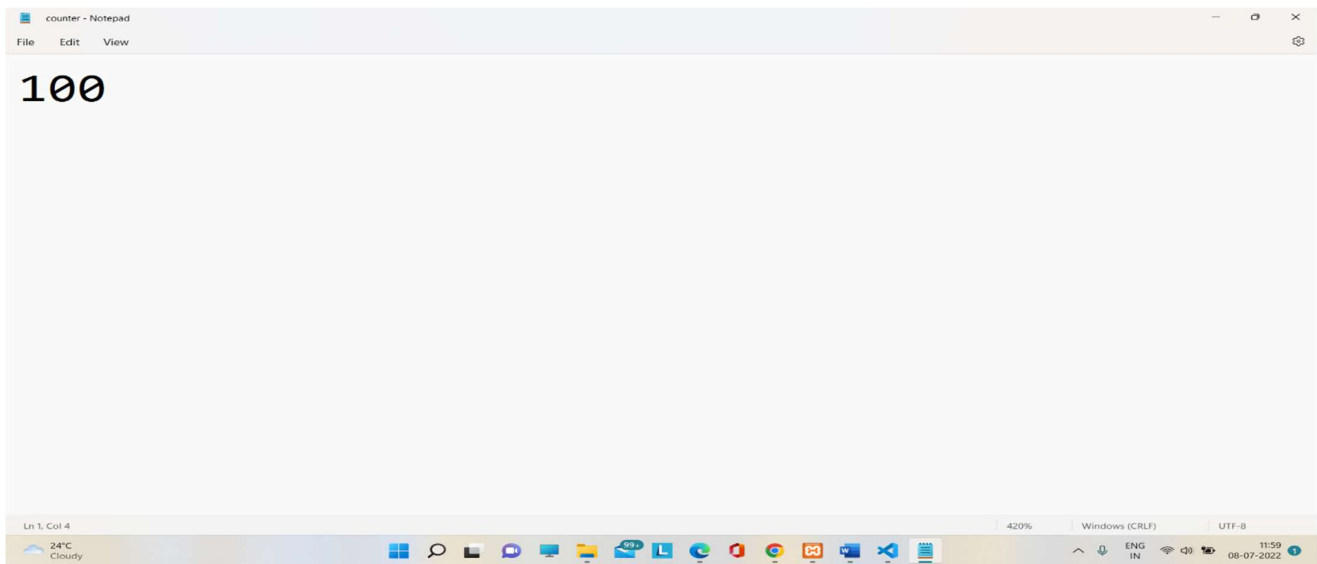 counter - Notepad
File Edit View
100
Ln 1, Col 4 420% Windows (CRLF) UTF-8
24°C
Cloudy
99+
L
ENG
IN
11:59
08-07-2022
1